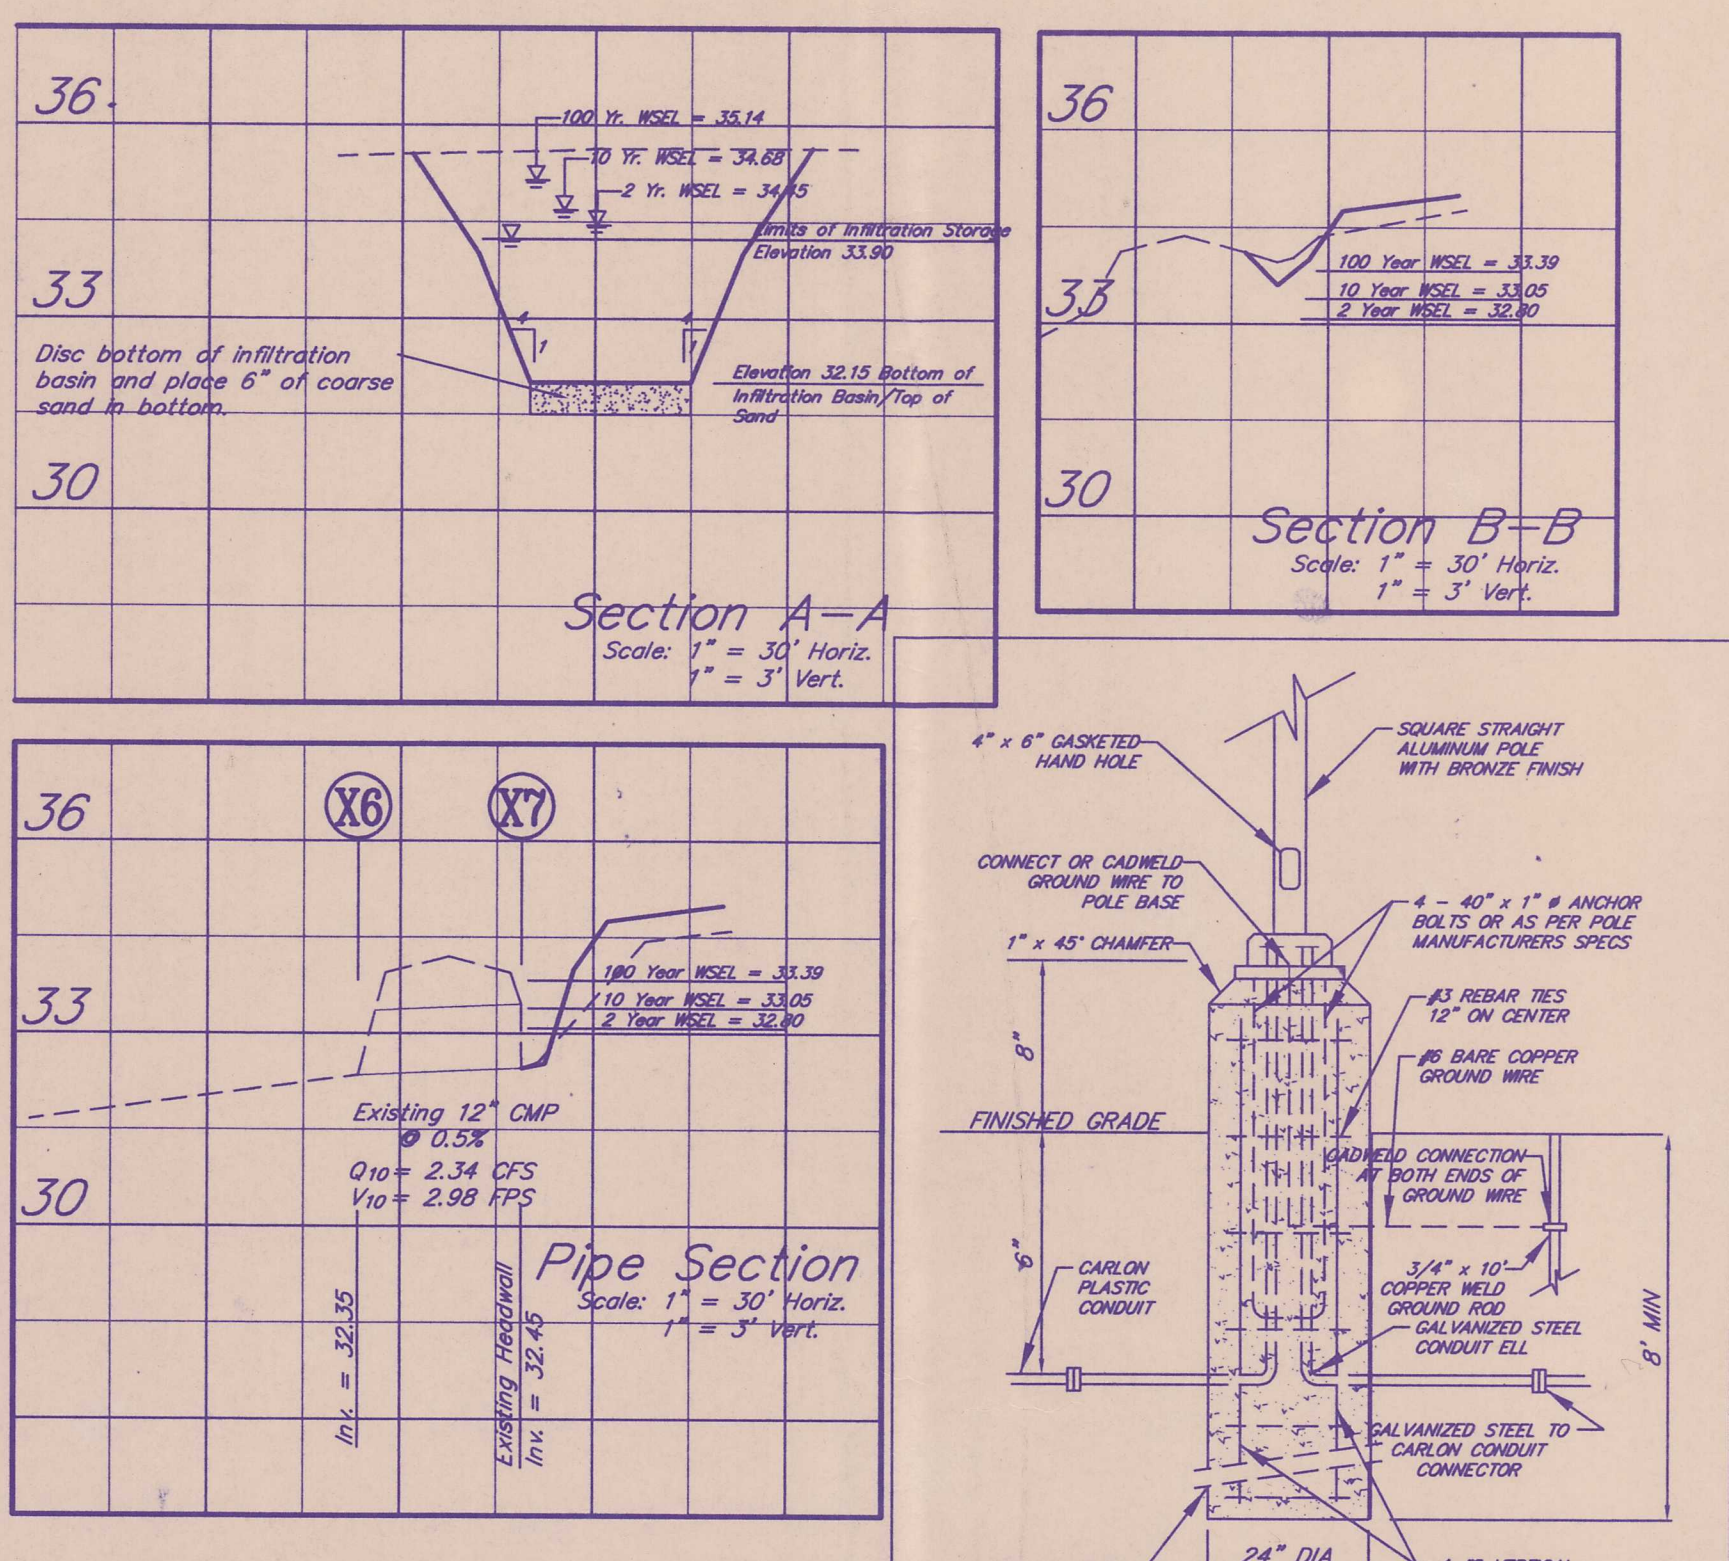 36
100 Yr. WSEL = 35.14
10 Yr. WSEL = 34.68
2 Yr. WSEL = 34.45
Limits of Infiltration Storage
Elevation 33.90
33
4
1
4
1
Disc bottom of infiltration
basin and place 6" of coarse
sand in bottom.
Elevation 32.15 Bottom of
Infiltration Basin/Top of
Sand
30
Section A-A
Scale: 1" = 30' Horiz.
1" = 3' Vert.
36
33
100 Year WSEL = 33.39
10 Year WSEL = 33.05
2 Year WSEL = 32.80
30
Section B-B
Scale: 1" = 30' Horiz.
1" = 3' Vert.
36
X6
X7
33
100 Year WSEL = 33.39
10 Year WSEL = 33.05
2 Year WSEL = 32.80
Existing 12" CMP
@ 0.5%
Q10 = 2.34 CFS
V10 = 2.98 FPS
30
Inv. = 32.35
Existing Headwall
Inv. = 32.45
Pipe Section
Scale: 1" = 30' Horiz.
1" = 3' Vert.
4" x 6" GASKETED
HAND HOLE
SQUARE STRAIGHT
ALUMINUM POLE
WITH BRONZE FINISH
CONNECT OR CADWELD
GROUND WIRE TO
POLE BASE
4 - 40" x 1" ø ANCHOR
BOLTS OR AS PER POLE
MANUFACTURERS SPECS
1" x 45° CHAMFER
#3 REBAR TIES
12" ON CENTER
8"
#6 BARE COPPER
GROUND WIRE
FINISHED GRADE
CADWELD CONNECTION
AT BOTH ENDS OF
GROUND WIRE
6"
CARLON
PLASTIC
CONDUIT
3/4" x 10'
COPPER WELD
GROUND ROD
GALVANIZED STEEL
CONDUIT ELL
8' MIN
GALVANIZED STEEL TO
CARLON CONDUIT
CONNECTOR
24" DIA